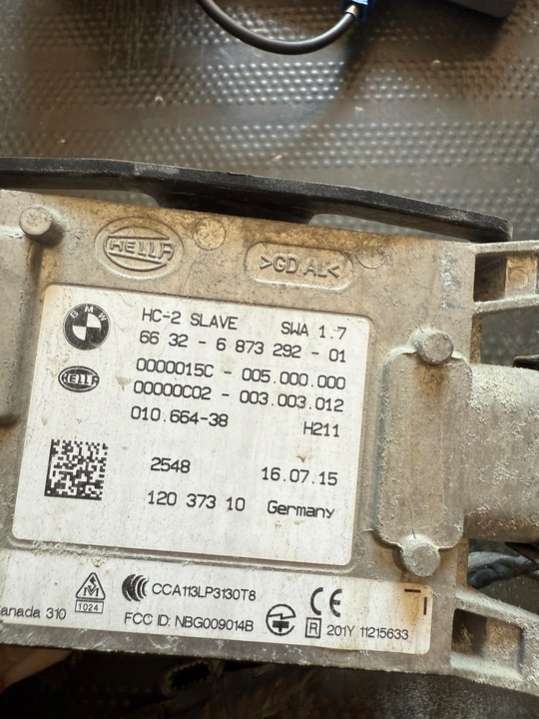 HELLA
>GD AL<
BMW
HC-2 SLAVE SWA 1.7
66 32 - 6 873 292 - 01
HELLA
0000015C - 005.000.000
00000C02 - 003.003.012
010.664-38 H211
2548 16.07.15
120 373 10 Germany
1024
CCA113LP3130T8
CE
anada 310
FCC ID: NBG009014B
R 201Y 11215633